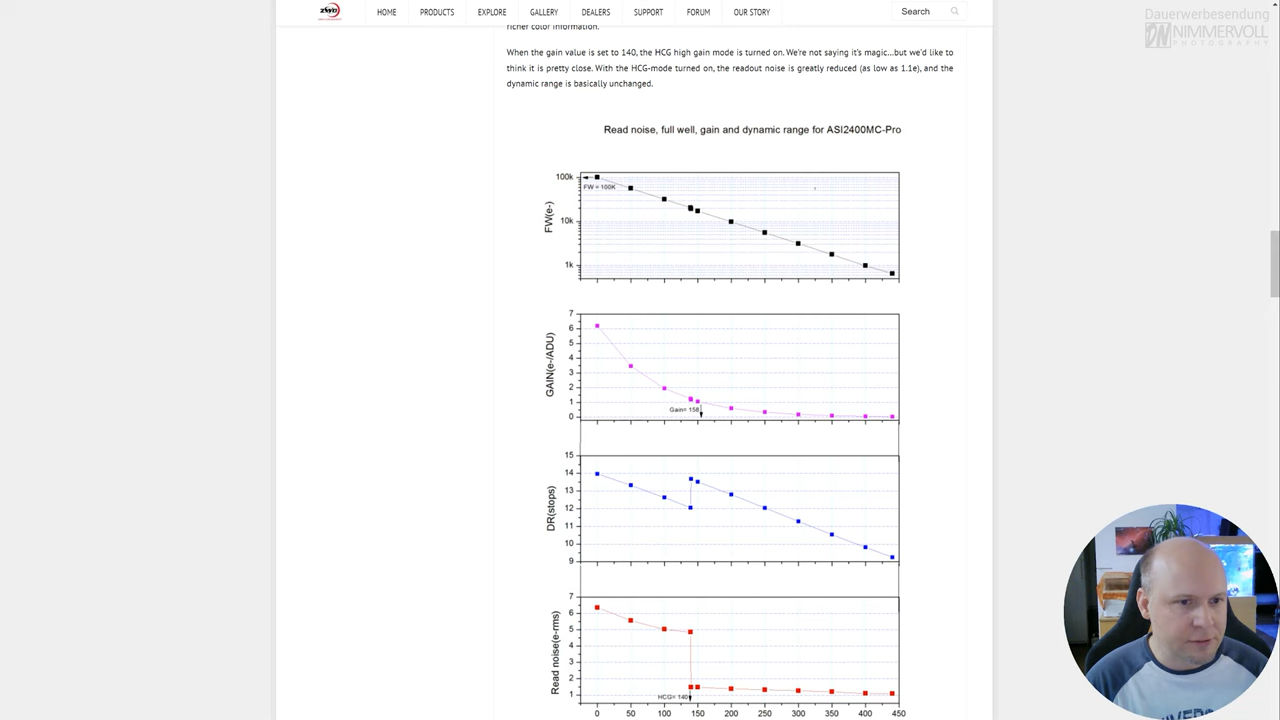 ZWO
HOME
PRODUCTS
EXPLORE
GALLERY
DEALERS
SUPPORT
FORUM
OUR STORY
Search
Dauerwerbesendung
NIMMERVOLL
PHOTOGRAPHY
richer color information.
When the gain value is set to 140, the HCG high gain mode is turned on. We're not saying it's magic...but we'd like to
think it is pretty close. With the HCG-mode turned on, the readout noise is greatly reduced (as low as 1.1e), and the
dynamic range is basically unchanged.
Read noise, full well, gain and dynamic range for ASI2400MC-Pro
FW(e-)
100k
10k
1k
FW = 100K
GAIN(e-/ADU)
7
6
5
4
3
2
1
0
Gain= 158
DR(stops)
15
14
13
12
11
10
9
Read noise(e-rms)
7
6
5
4
3
2
1
HCG= 140
0 50 100 150 200 250 300 350 400 450